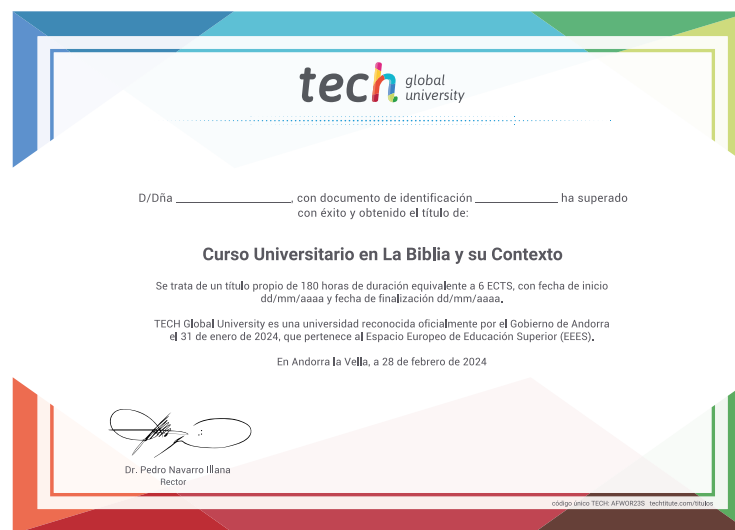 tech global university
D/Dña ____________________, con documento de identificación ______________ ha superado
con éxito y obtenido el título de:
Curso Universitario en La Biblia y su Contexto
Se trata de un título propio de 180 horas de duración equivalente a 6 ECTS, con fecha de inicio
dd/mm/aaaa y fecha de finalización dd/mm/aaaa.
TECH Global University es una universidad reconocida oficialmente por el Gobierno de Andorra
el 31 de enero de 2024, que pertenece al Espacio Europeo de Educación Superior (EEES).
En Andorra la Vella, a 28 de febrero de 2024
Dr. Pedro Navarro Illana
Rector
código único TECH: AFWOR23S techtitute.com/titulos